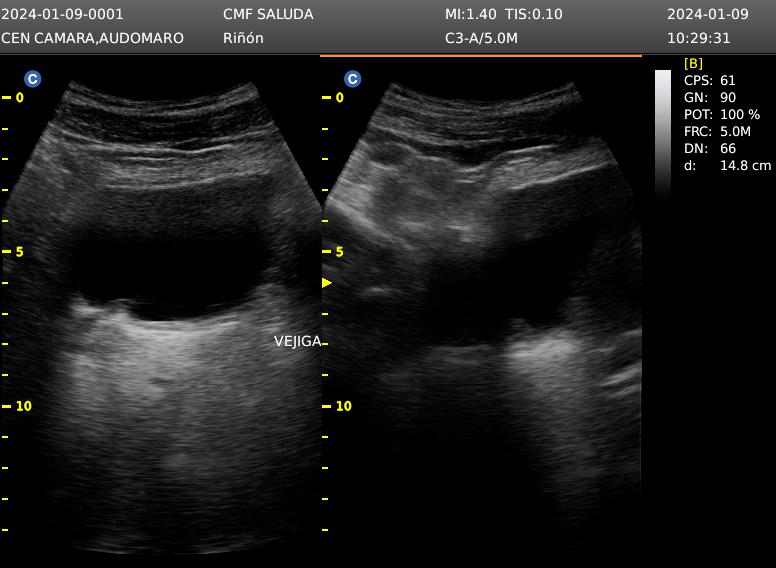 2024-01-09-0001 CMF SALUDA MI:1.40 TIS:0.10 2024-01-09
CEN CAMARA,AUDOMARO Riñón C3-A/5.0M 10:29:31
C C
[B]
CPS: 61
GN: 90
POT: 100 %
FRC: 5.0M
DN: 66
d: 14.8 cm
0 0
5 5
VEJIGA
10 10